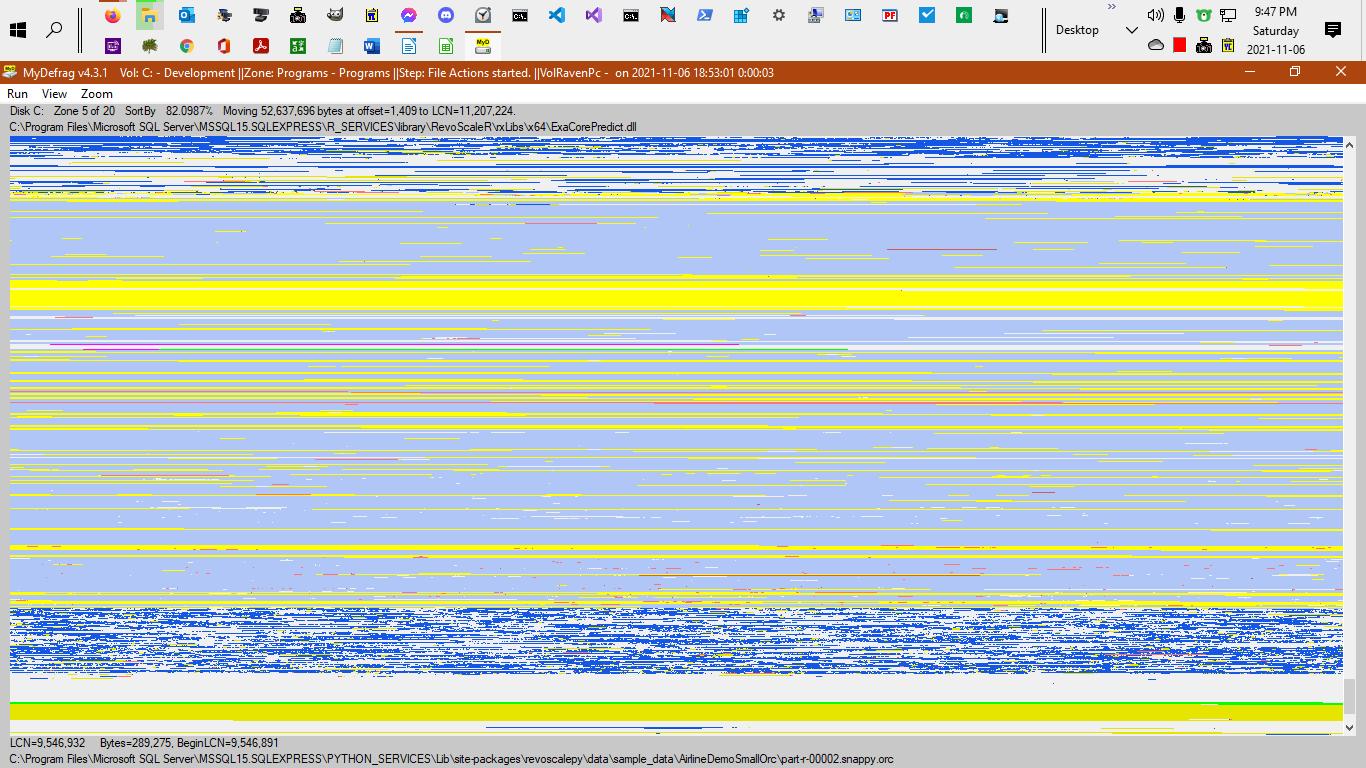 9:47 PM
Desktop
Saturday
2021-11-06
MyDefrag v4.3.1 Vol: C: - Development ||Zone: Programs - Programs ||Step: File Actions started. ||VolRavenPc - on 2021-11-06 18:53:01 0:00:03
Run View Zoom
Disk C: Zone 5 of 20 SortBy 82.0987% Moving 52,637,696 bytes at offset=1,409 to LCN=11,207,224.
C:\Program Files\Microsoft SQL Server\MSSQL15.SQLEXPRESS\R_SERVICES\library\RevoScaleR\rxLibs\x64\ExaCorePredict.dll
LCN=9,546,932 Bytes=289,275, BeginLCN=9,546,891
C:\Program Files\Microsoft SQL Server\MSSQL15.SQLEXPRESS\PYTHON_SERVICES\Lib\site-packages\revoscalepy\data\sample_data\AirlineDemoSmallOrc\part-r-00002.snappy.orc